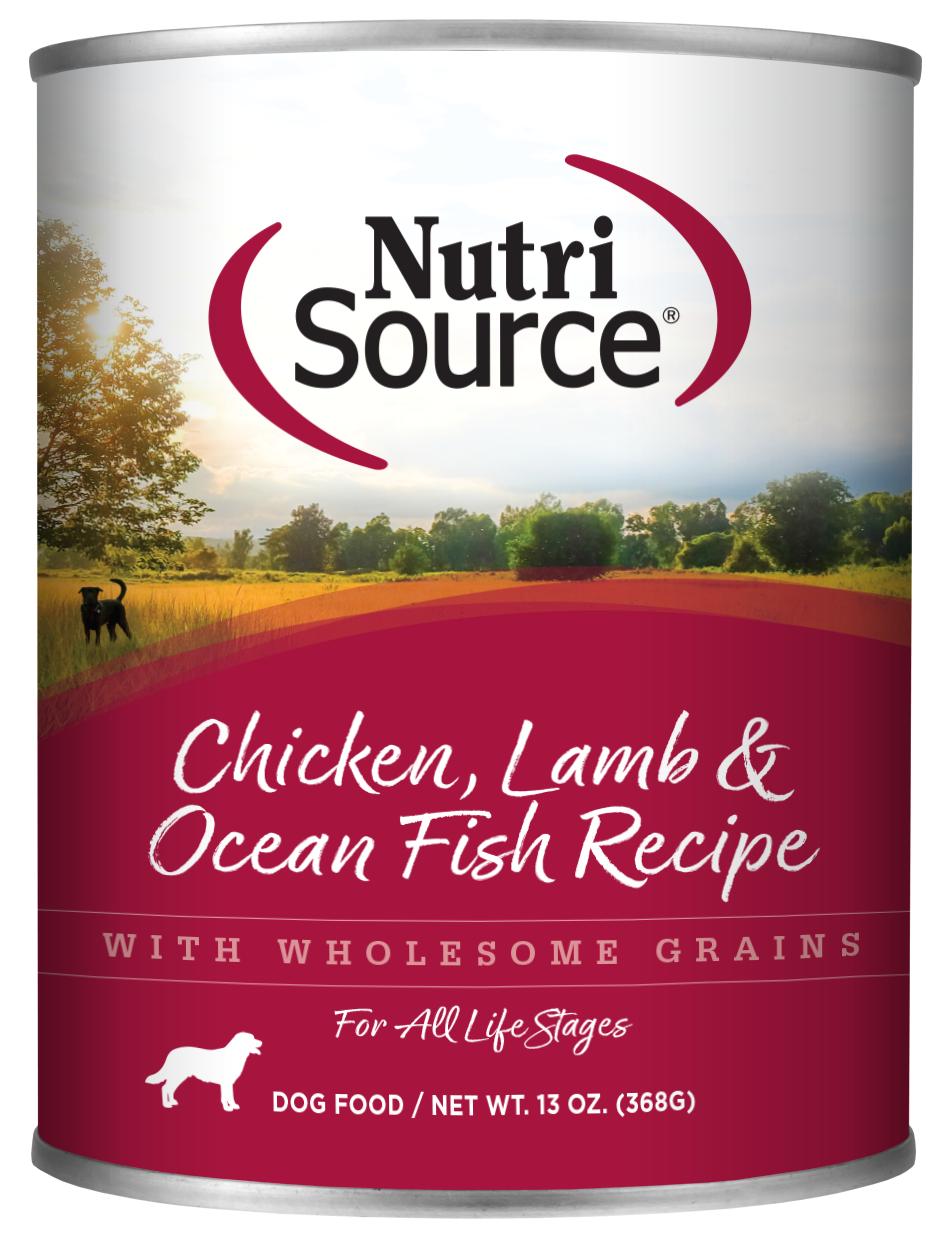 Nutri
Source®
Chicken, Lamb &
Ocean Fish Recipe
WITH WHOLESOME GRAINS
For All Life Stages
DOG FOOD / NET WT. 13 OZ. (368G)